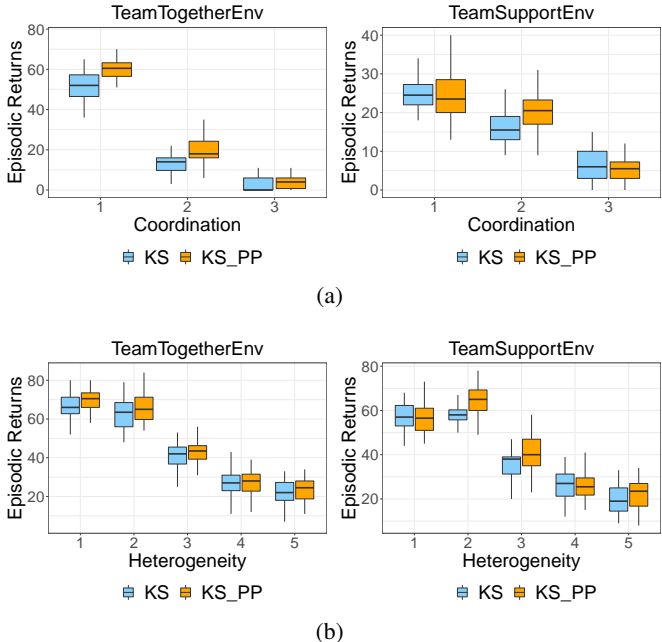 TeamTogetherEnv
TeamSupportEnv
Episodic Returns
80
60
40
20
0
1 2 3
Coordination
KS KS_PP
Episodic Returns
40
30
20
10
0
1 2 3
Coordination
KS KS_PP
(a)
TeamTogetherEnv
TeamSupportEnv
Episodic Returns
80
60
40
20
1 2 3 4 5
Heterogeneity
KS KS_PP
Episodic Returns
80
60
40
20
1 2 3 4 5
Heterogeneity
KS KS_PP
(b)